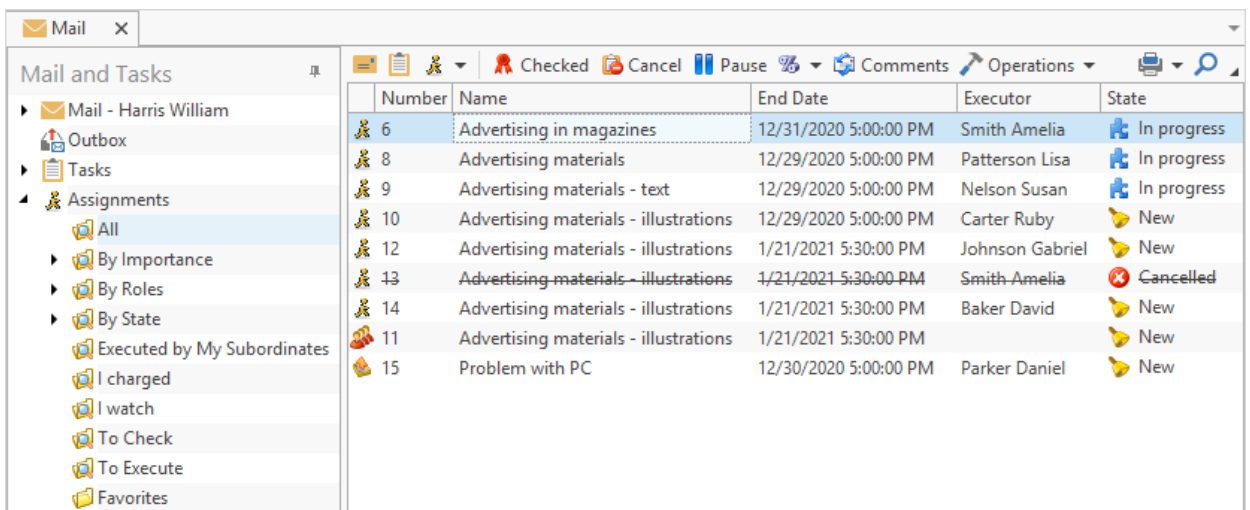 Mail
Mail and Tasks
Checked Cancel Pause Comments Operations
Mail - Harris William
Outbox
Tasks
Assignments
All
By Importance
By Roles
By State
Executed by My Subordinates
I charged
I watch
To Check
To Execute
Favorites
Number Name End Date Executor State
6 Advertising in magazines 12/31/2020 5:00:00 PM Smith Amelia In progress
8 Advertising materials 12/29/2020 5:00:00 PM Patterson Lisa In progress
9 Advertising materials - text 12/29/2020 5:00:00 PM Nelson Susan In progress
10 Advertising materials - illustrations 12/29/2020 5:00:00 PM Carter Ruby New
12 Advertising materials - illustrations 1/21/2021 5:30:00 PM Johnson Gabriel New
13 Advertising materials - illustrations 1/21/2021 5:30:00 PM Smith Amelia Cancelled
14 Advertising materials - illustrations 1/21/2021 5:30:00 PM Baker David New
11 Advertising materials - illustrations 1/21/2021 5:30:00 PM New
15 Problem with PC 12/30/2020 5:00:00 PM Parker Daniel New